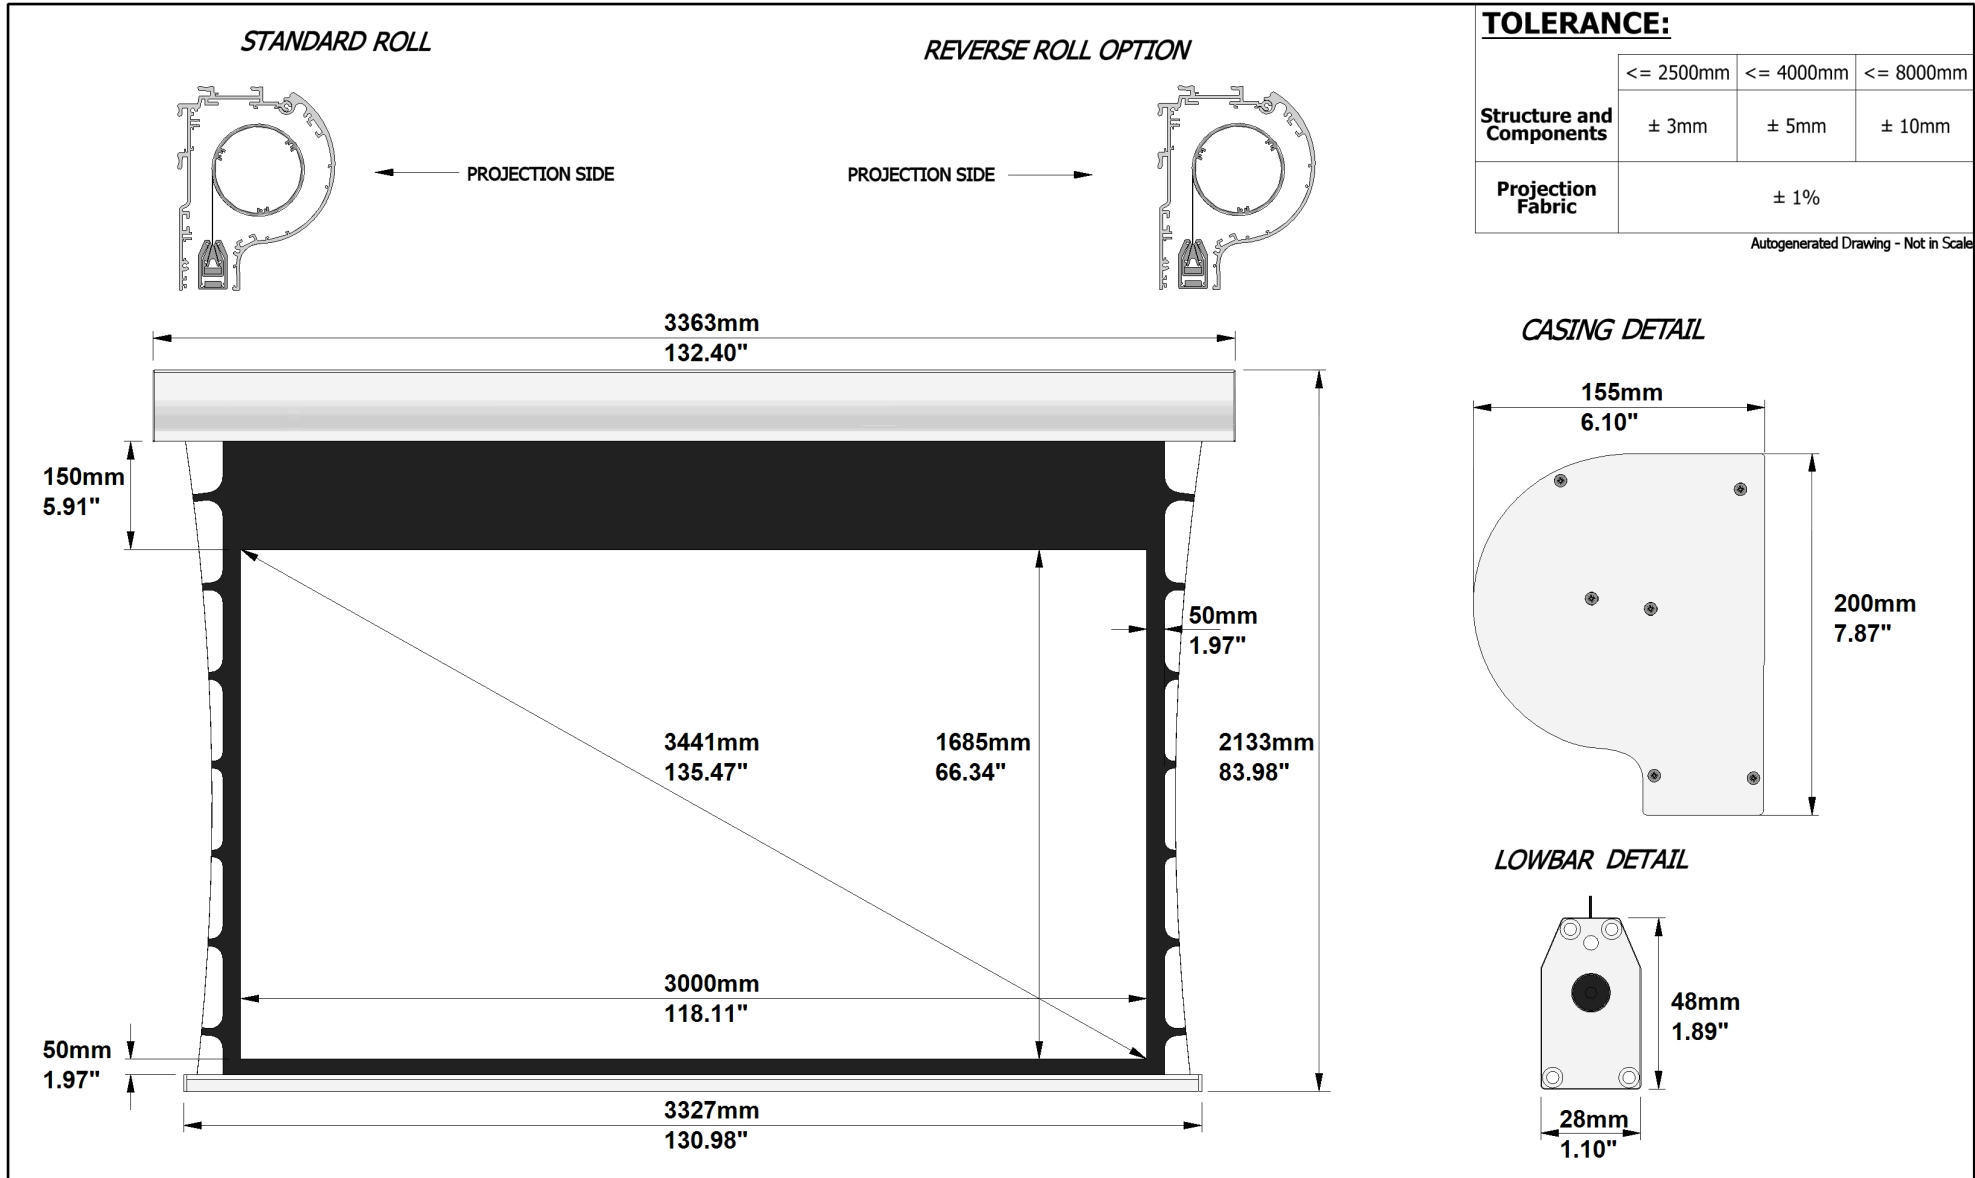 STANDARD ROLL
REVERSE ROLL OPTION
PROJECTION SIDE
PROJECTION SIDE
TOLERANCE:
<= 2500mm <= 4000mm <= 8000mm
Structure and
Components
± 3mm ± 5mm ± 10mm
Projection
Fabric
± 1%
Autogenerated Drawing - Not in Scale
3363mm
132.40"
150mm
5.91"
50mm
1.97"
3441mm
135.47"
1685mm
66.34"
2133mm
83.98"
3000mm
118.11"
50mm
1.97"
3327mm
130.98"
CASING DETAIL
155mm
6.10"
200mm
7.87"
LOWBAR DETAIL
48mm
1.89"
28mm
1.10"